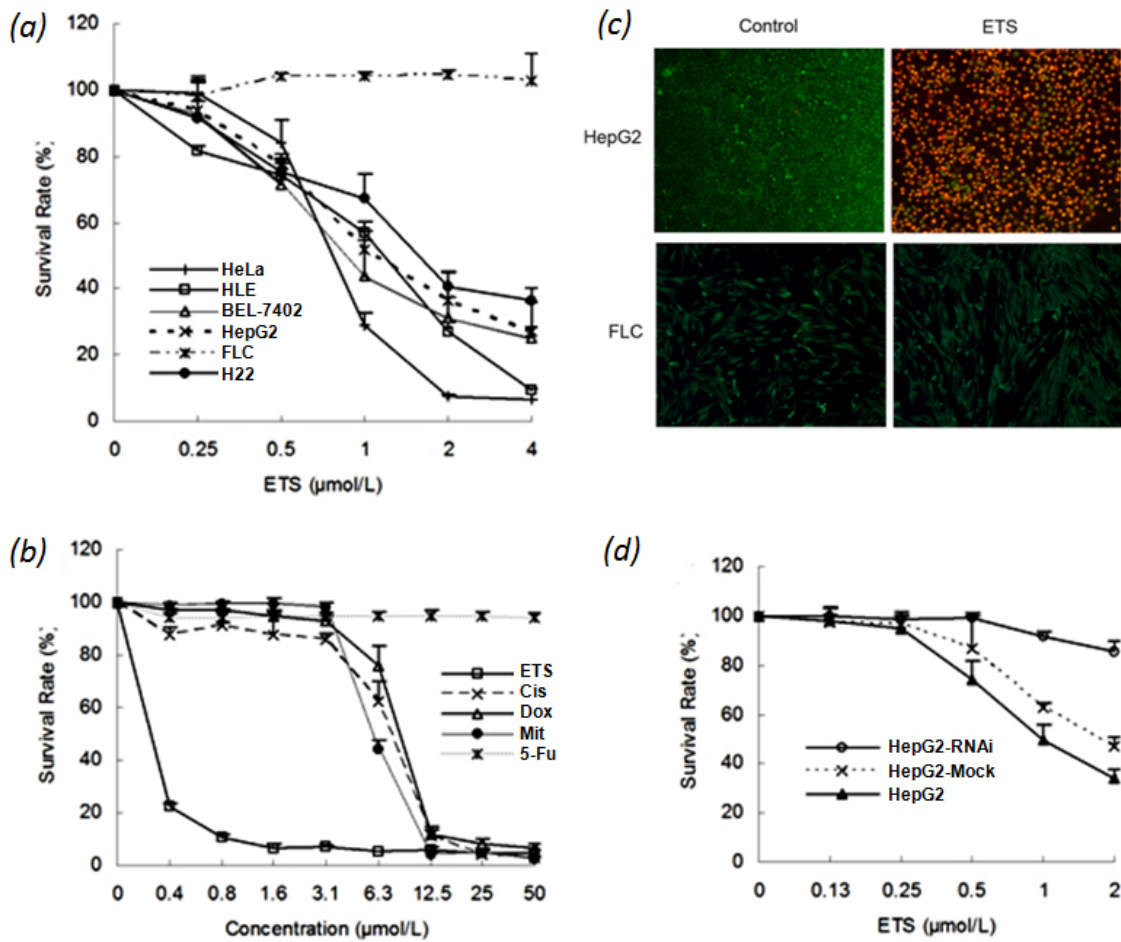 (a)
120
100
80
60
40
20
0
Survival Rate (%)
HeLa
HLE
BEL-7402
HepG2
FLC
H22
0 0.25 0.5 1 2 4
ETS (µmol/L)
(c)
Control ETS
HepG2
FLC
(b)
120
100
80
60
40
20
0
Survival Rate (%)
ETS
Cis
Dox
Mit
5-Fu
0 0.4 0.8 1.6 3.1 6.3 12.5 25 50
Concentration (µmol/L)
(d)
120
100
80
60
40
20
0
Survival Rate (%)
HepG2-RNAi
HepG2-Mock
HepG2
0 0.13 0.25 0.5 1 2
ETS (µmol/L)